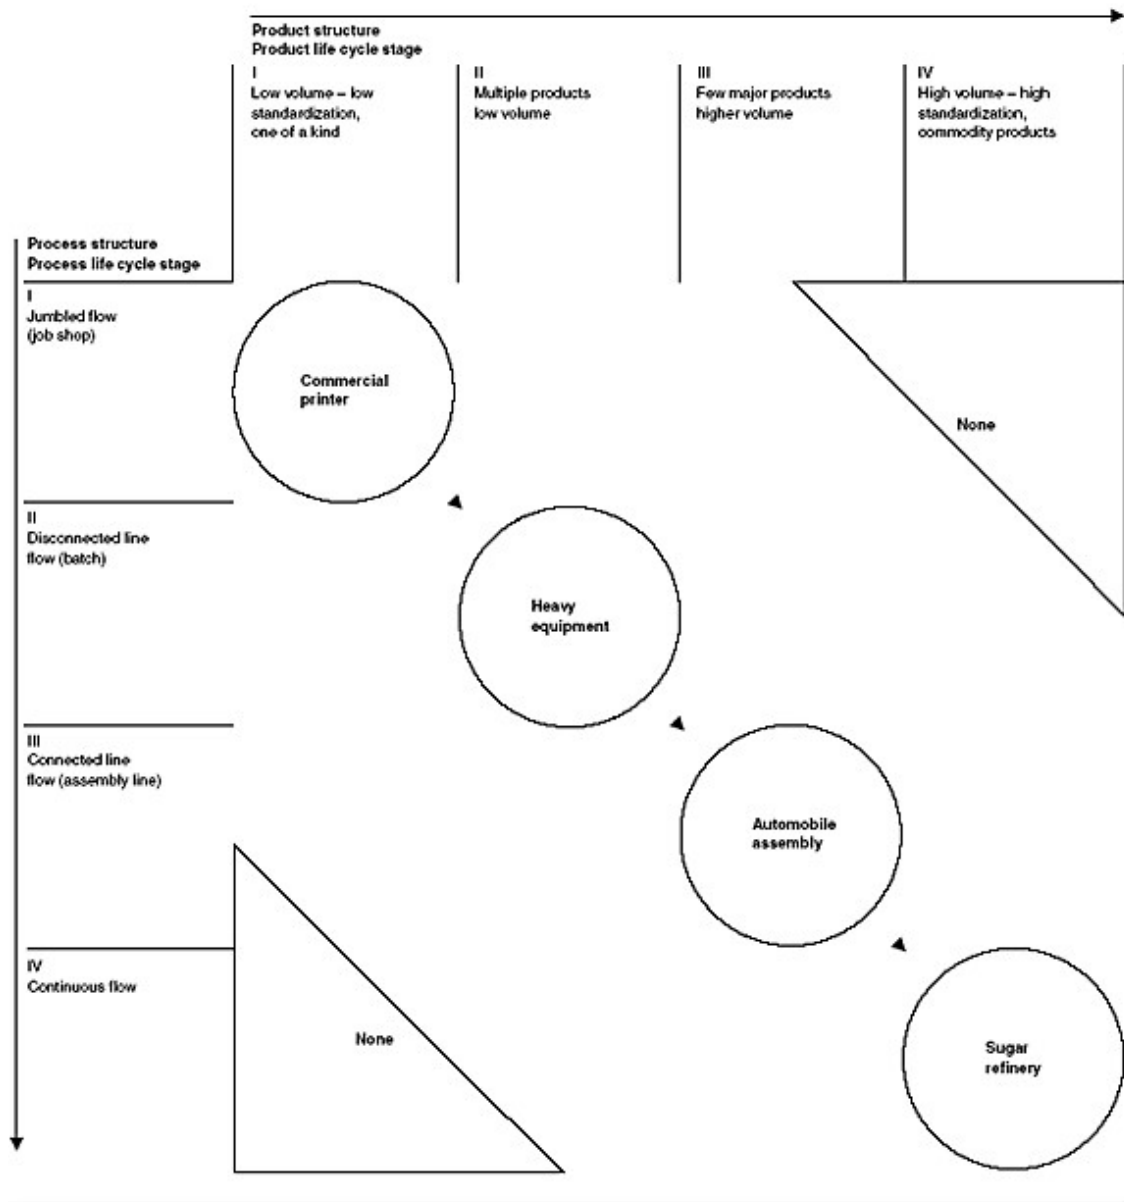 Product structure
Product life cycle stage
I
Low volume – low
standardization,
one of a kind
II
Multiple products
low volume
III
Few major products
higher volume
IV
High volume – high
standardization,
commodity products
Process structure
Process life cycle stage
I
Jumbled flow
(job shop)
Commercial
printer
None
II
Disconnected line
flow (batch)
Heavy
equipment
III
Connected line
flow (assembly line)
Automobile
assembly
IV
Continuous flow
None
Sugar
refinery